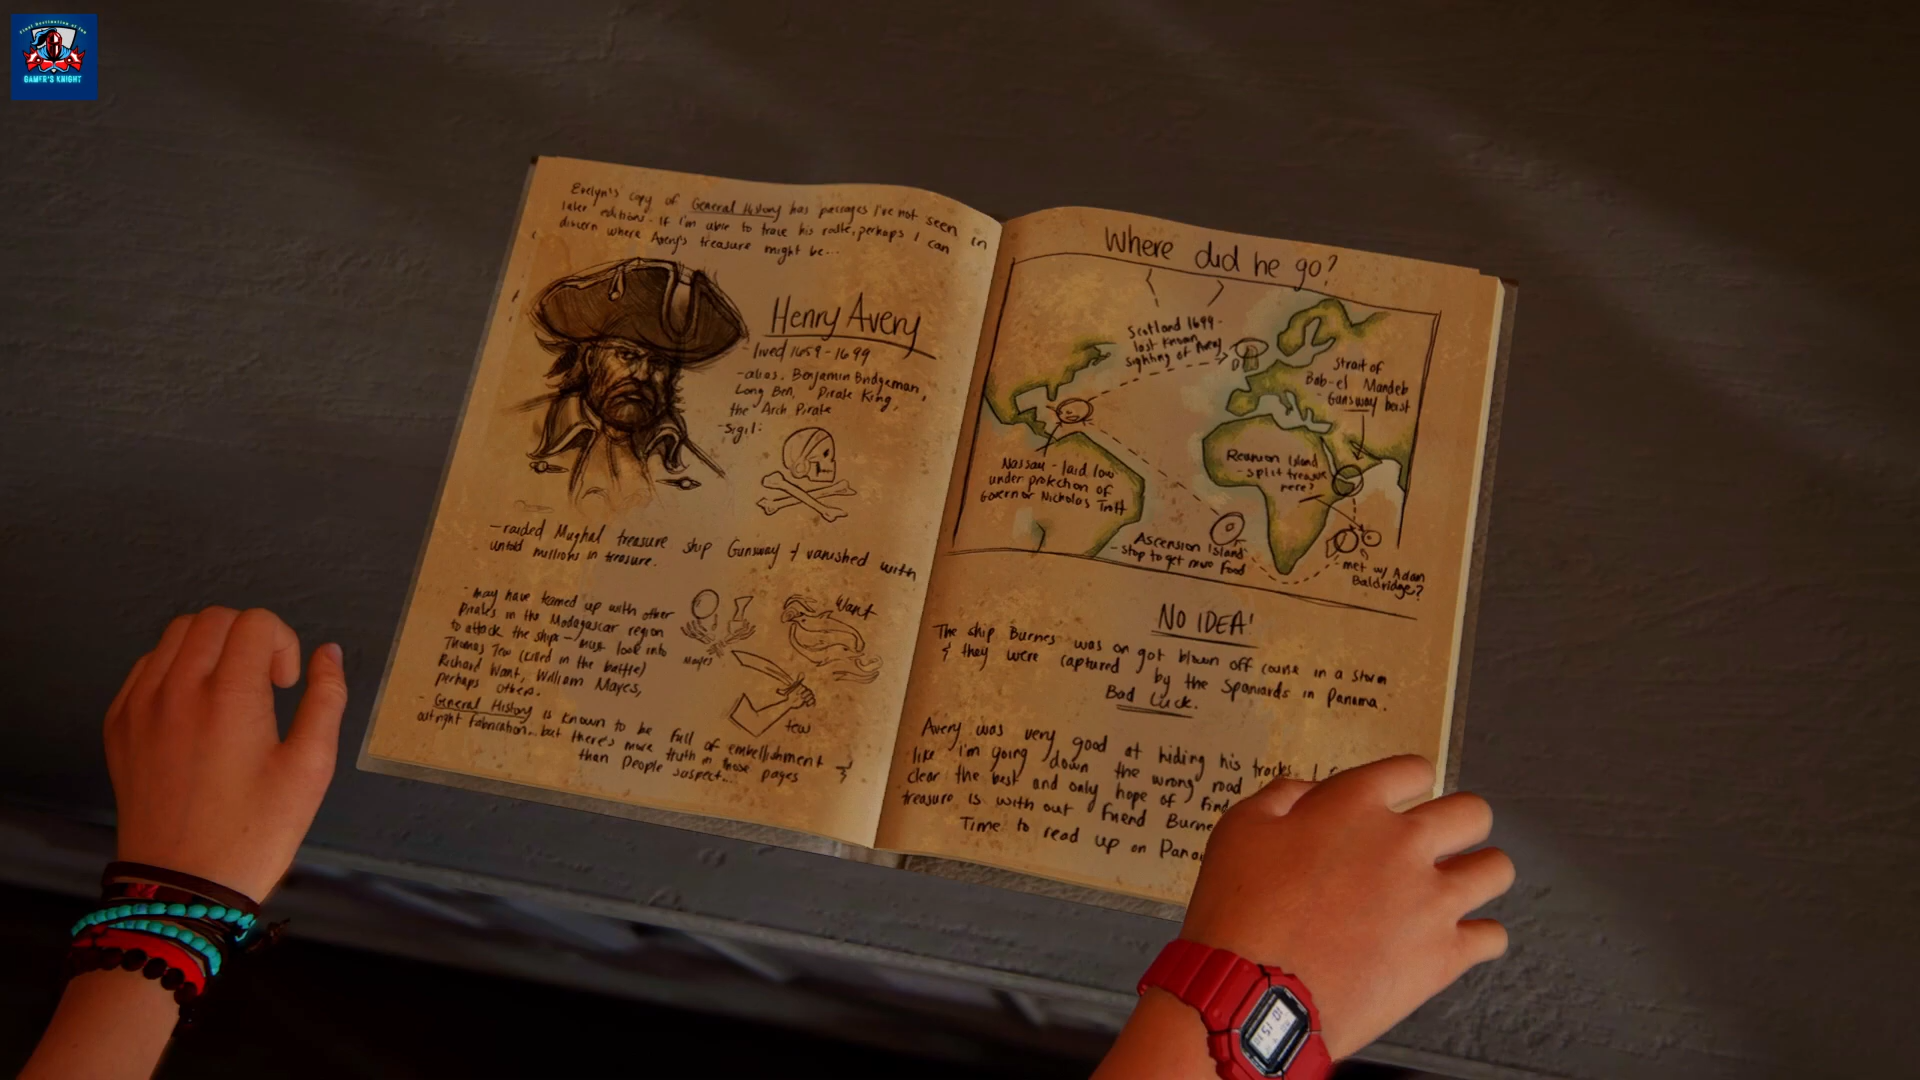 GAMER'S KNIGHT
Evelyn's copy of General History has passages I've not seen in
later editions. If I'm able to trace his route, perhaps I can
discern where Avery's treasure might be...
Henry Avery
- lived 1659-1699
- alias. Benjamin Bridgeman,
Long Ben, Pirate King,
the Arch Pirate
- Sigil:
- raided Mughal treasure ship Gunsway & vanished with
untold millions in treasure.
- may have teamed up with other
pirates in the Madagascar region
to attack the ships - must look into
Thomas Tew (killed in the battle)
Richard Want, William Mayes,
perhaps others.
Mayes
Want
Tew
- General History is known to be full of embellishment &
outright fabrication... but there's more truth in those pages
than people suspect...
Where did he go?
Scotland 1699 -
last known
sighting of Avery
Strait of
Bab-el Mandeb
- Gunsway heist
Reunion Island
- split treasure
here?
Nassau - laid low
under protection of
Governor Nicholas Trott
Ascension Island
- stop to get more food
- met w/ Adam
Baldridge?
NO IDEA!
The ship Burnes was on got blown off course in a storm
& they were captured by the Spaniards in Panama.
Bad Luck.
Avery was very good at hiding his tracks. I
like I'm going down the wrong road
clear the best and only hope of
treasure is with our friend
Time to read up on